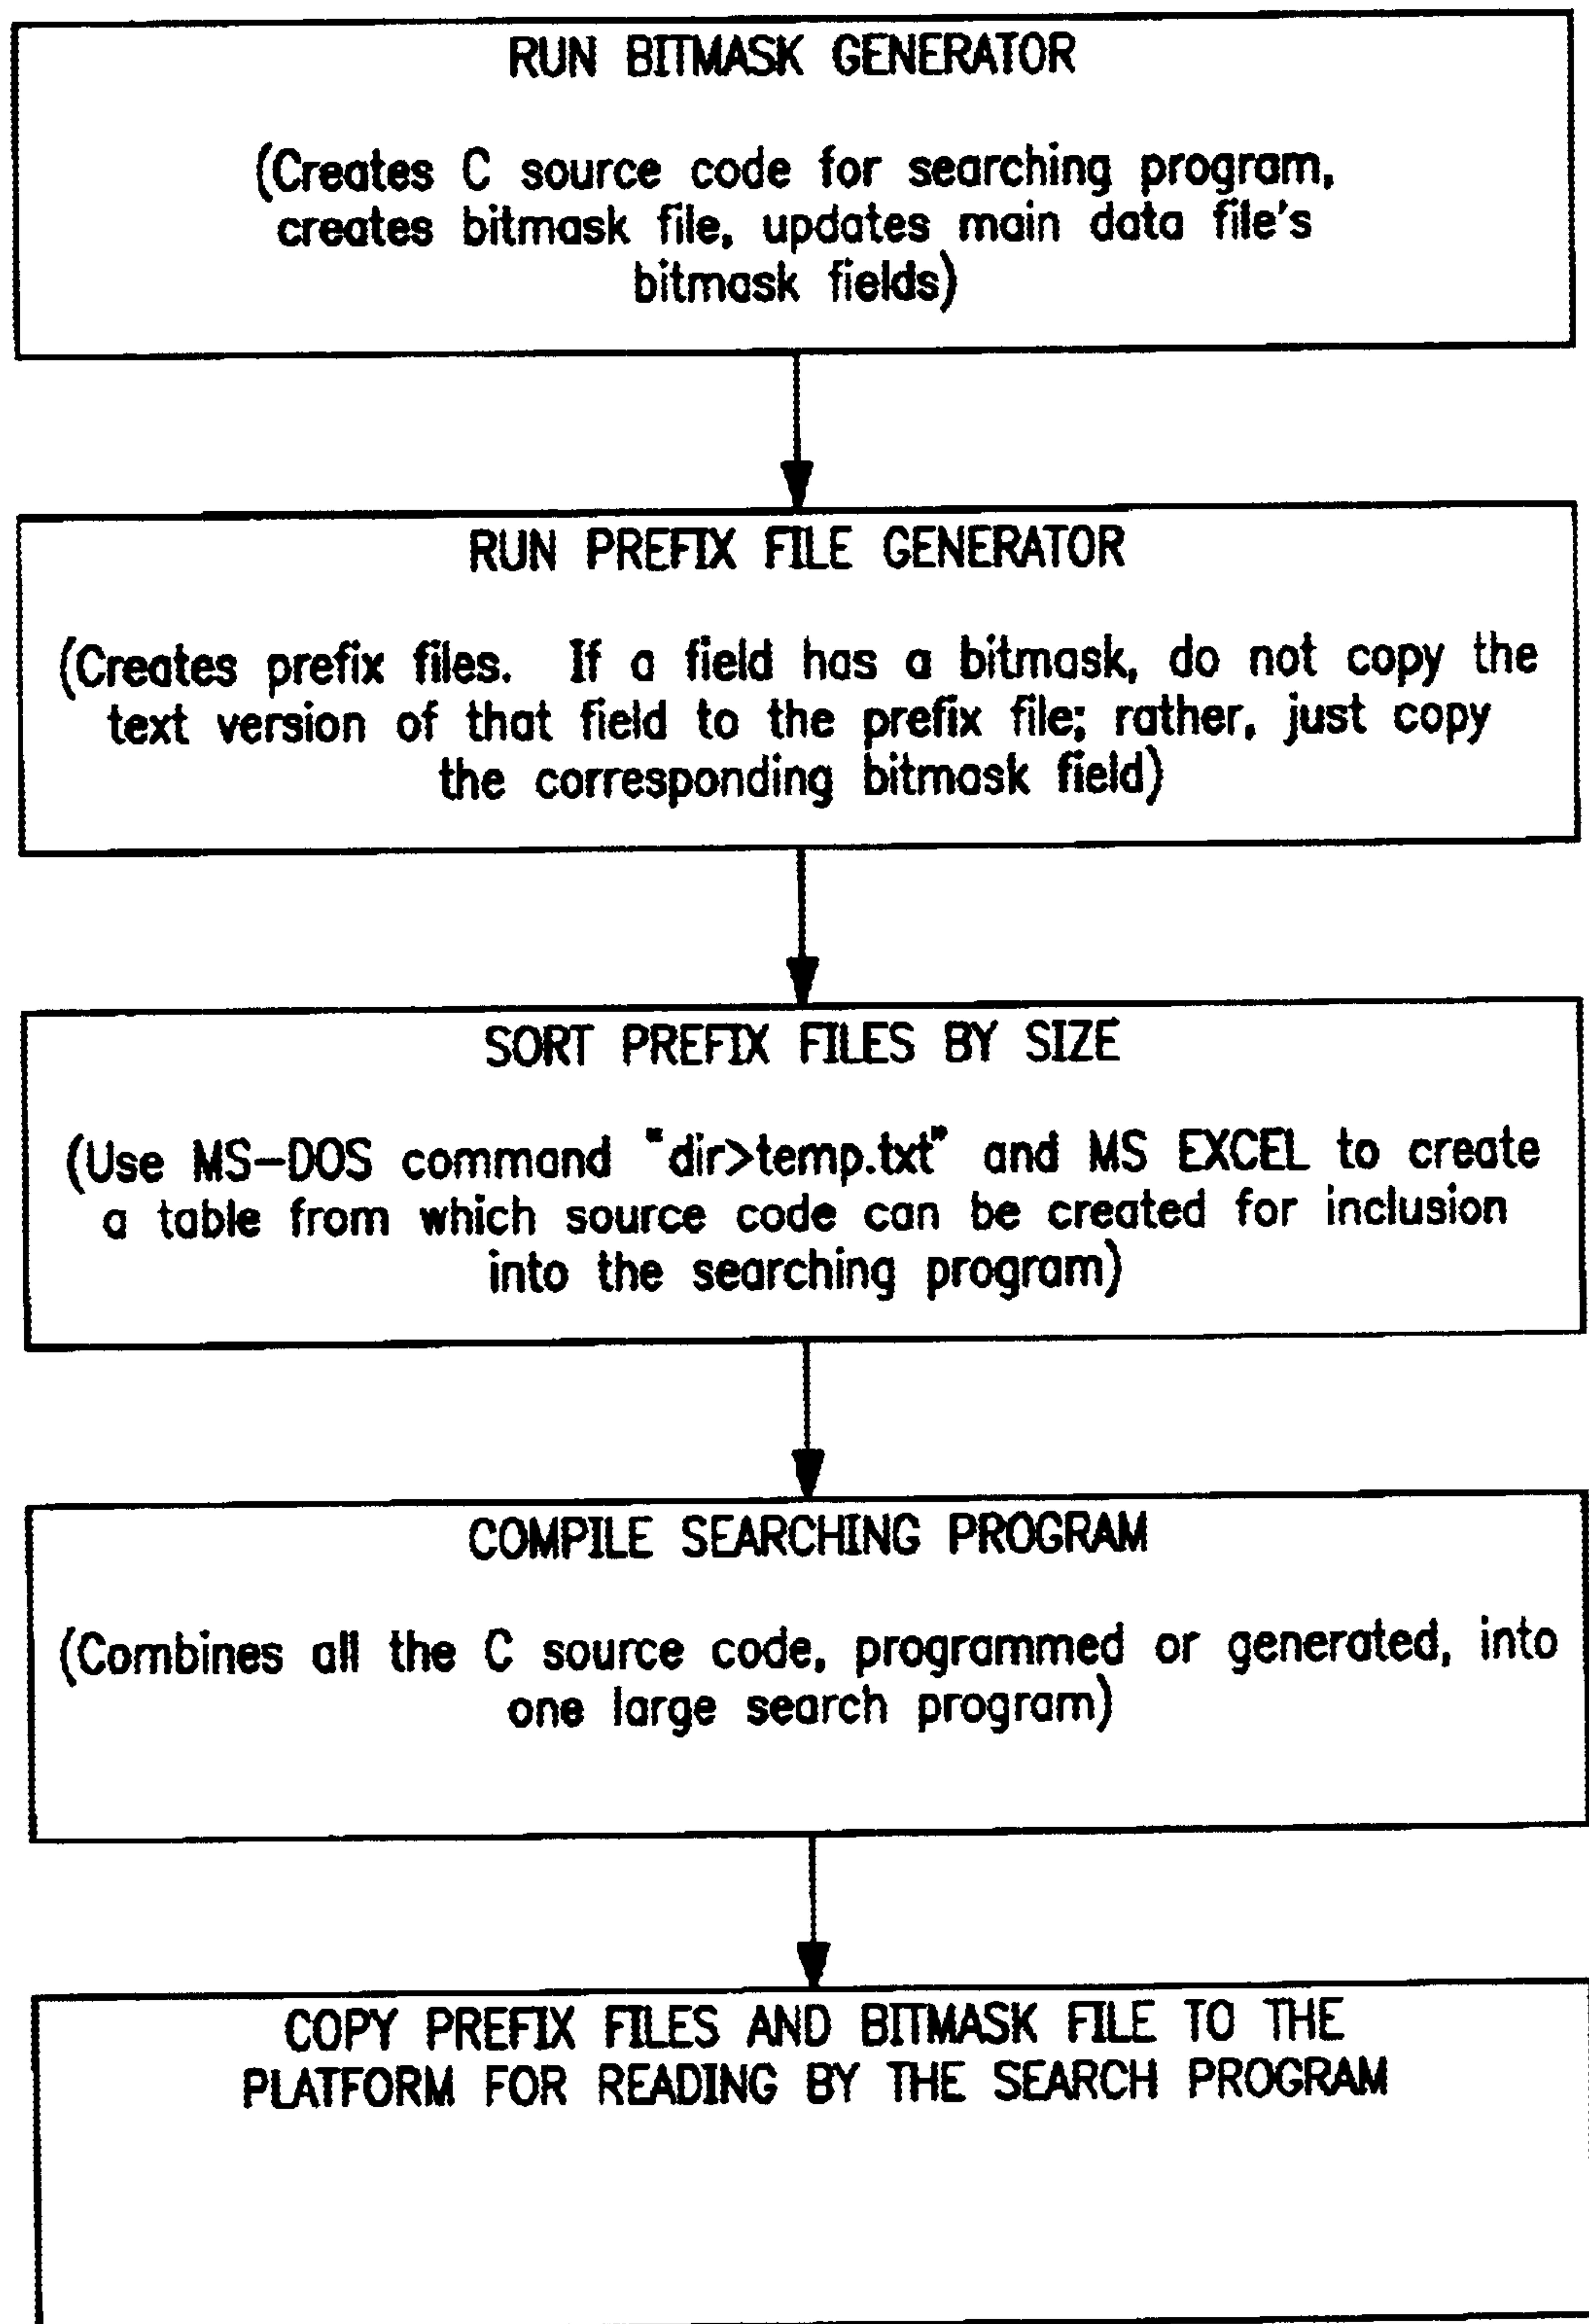 RUN BITMASK GENERATOR
(Creates C source code for searching program,
creates bitmask file, updates main data file's
bitmask fields)
RUN PREFIX FILE GENERATOR
(Creates prefix files. If a field has a bitmask, do not copy the
text version of that field to the prefix file; rather, just copy
the corresponding bitmask field)
SORT PREFIX FILES BY SIZE
(Use MS-DOS command "dir>temp.txt" and MS EXCEL to create
a table from which source code can be created for inclusion
into the searching program)
COMPILE SEARCHING PROGRAM
(Combines all the C source code, programmed or generated, into
one large search program)
COPY PREFIX FILES AND BITMASK FILE TO THE
PLATFORM FOR READING BY THE SEARCH PROGRAM